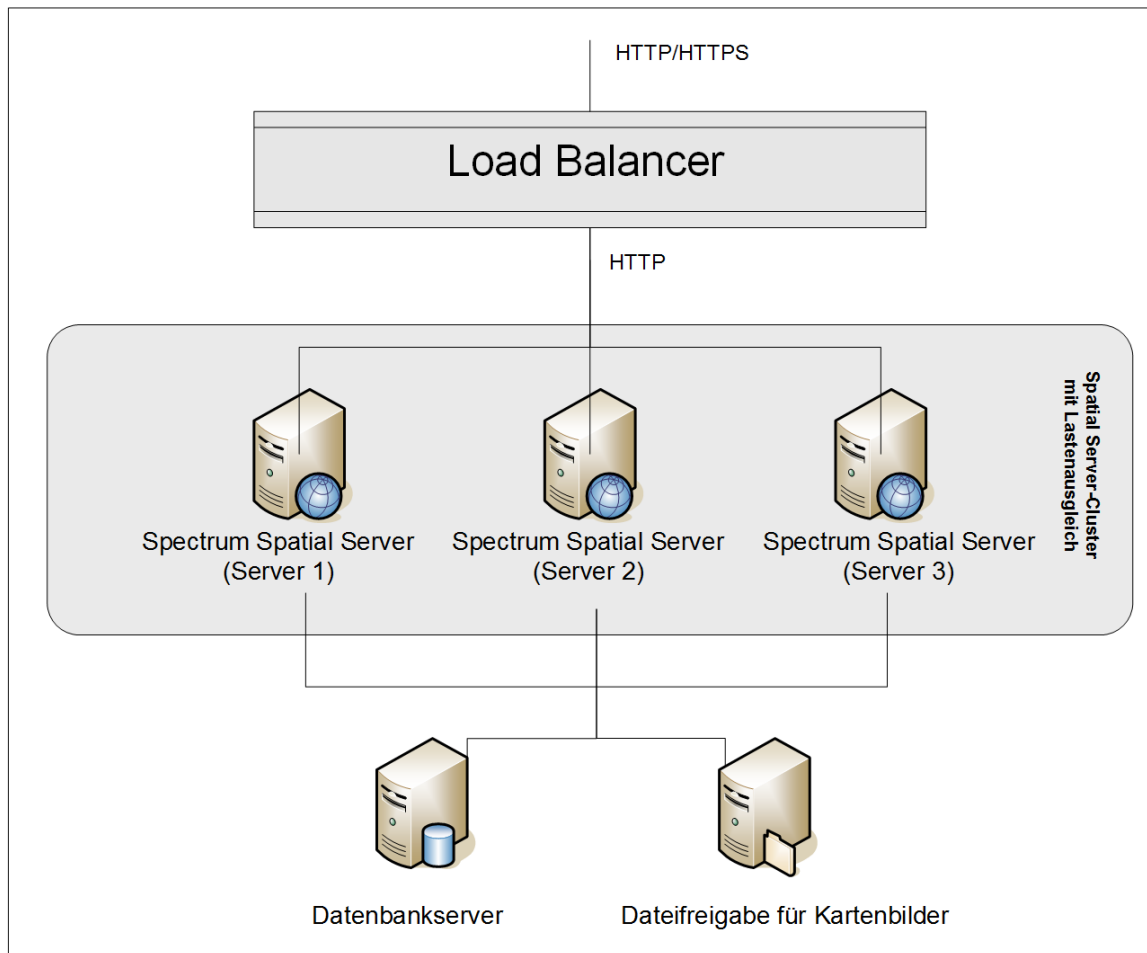 HTTP/HTTPS
Load Balancer
HTTP
Spatial Server-Cluster
mit Lastenausgleich
Spectrum Spatial Server
(Server 1)
Spectrum Spatial Server
(Server 2)
Spectrum Spatial Server
(Server 3)
Datenbankserver
Dateifreigabe für Kartenbilder